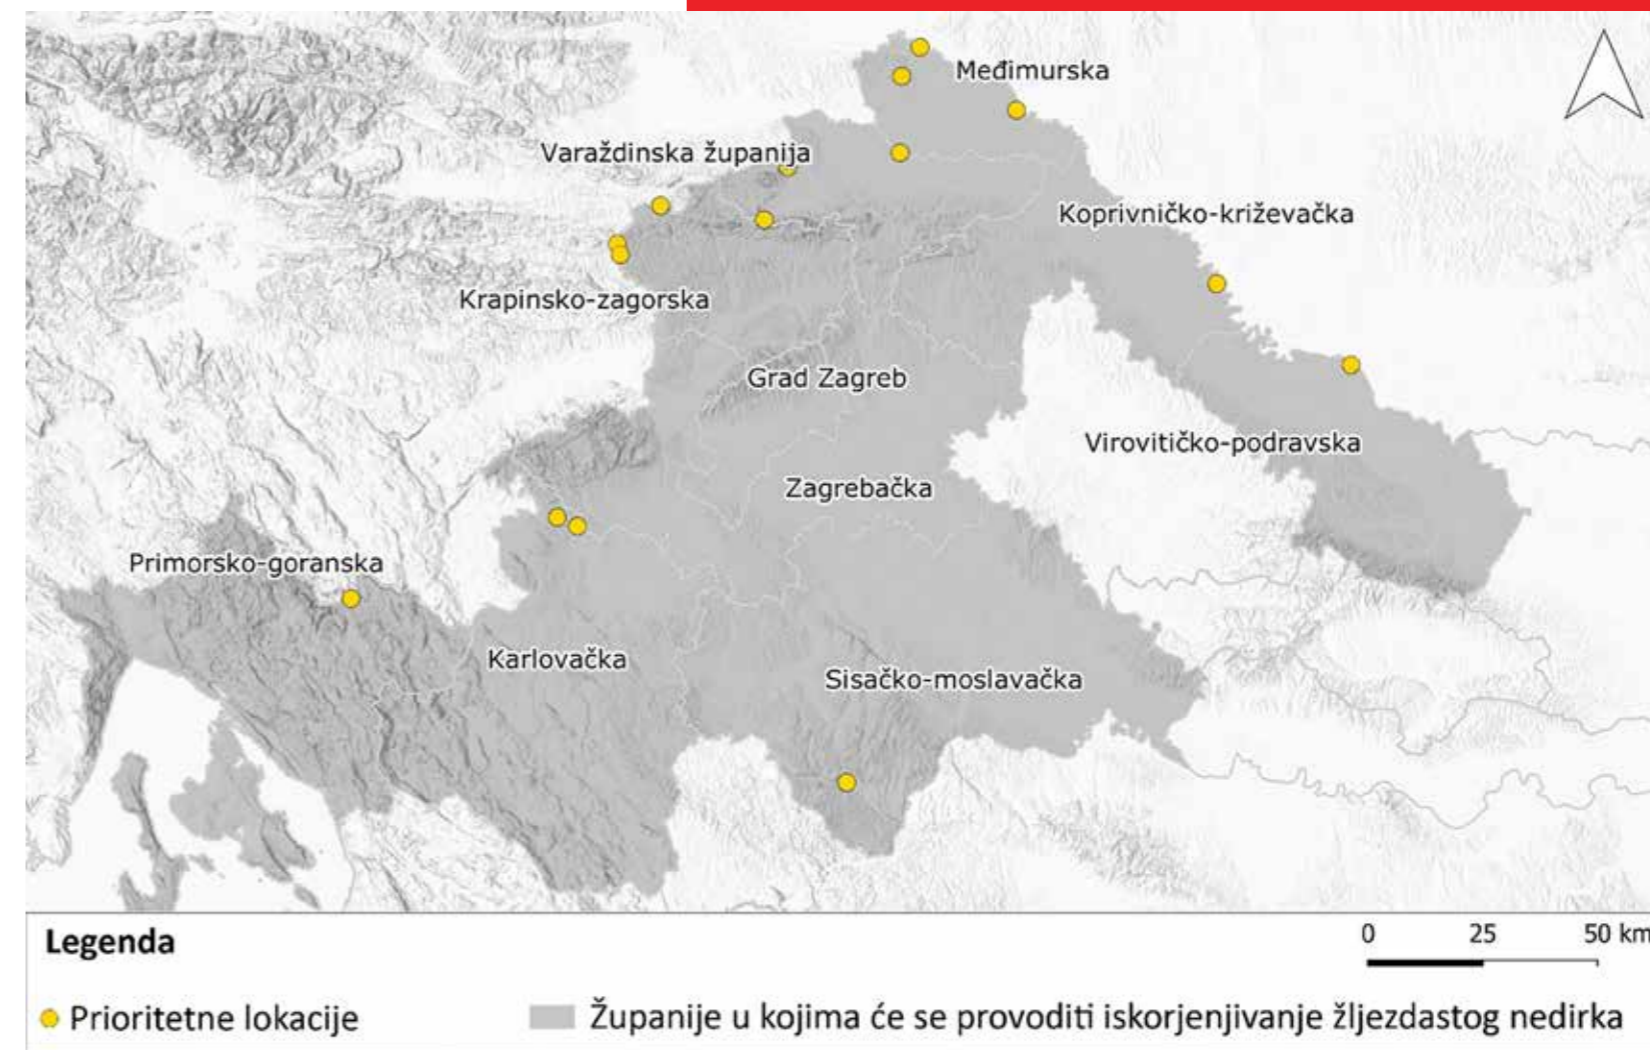 Međimurska
Varaždinska županija
Koprivničko-križevačka
Krapinsko-zagorska
Grad Zagreb
Virovitičko-podravska
Zagrebačka
Primorsko-goranska
Karlovačka
Sisačko-moslavačka
Legenda
0 25 50 km
Prioritetne lokacije
Županije u kojima će se provoditi iskorjenjivanje žljezdastog nedirka